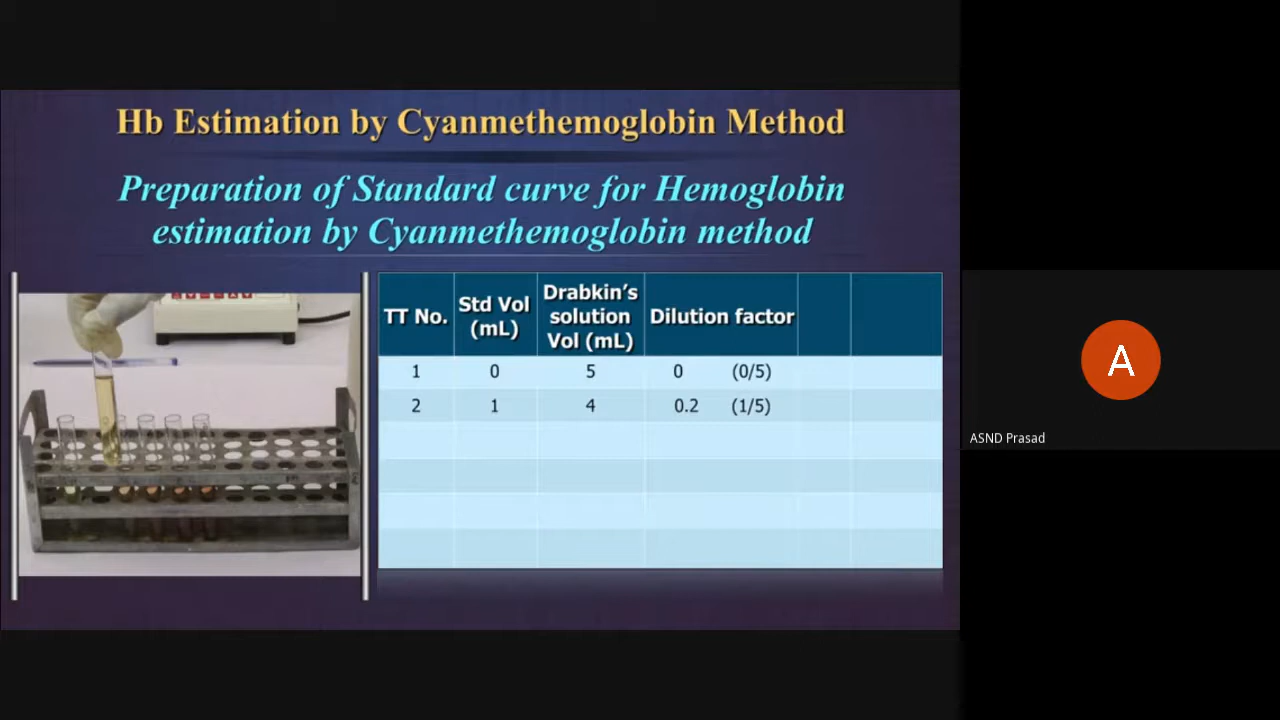 Hb Estimation by Cyanmethemoglobin Method
Preparation of Standard curve for Hemoglobin
estimation by Cyanmethemoglobin method
TT No. Std Vol (mL) Drabkin's solution Vol (mL) Dilution factor
1 0 5 0 (0/5)
2 1 4 0.2 (1/5)
A
ASND Prasad